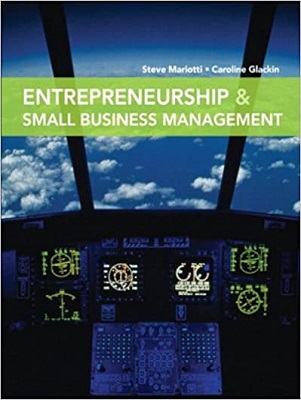 Steve Mariotti • Caroline Glackin
ENTREPRENEURSHIP &
SMALL BUSINESS MANAGEMENT